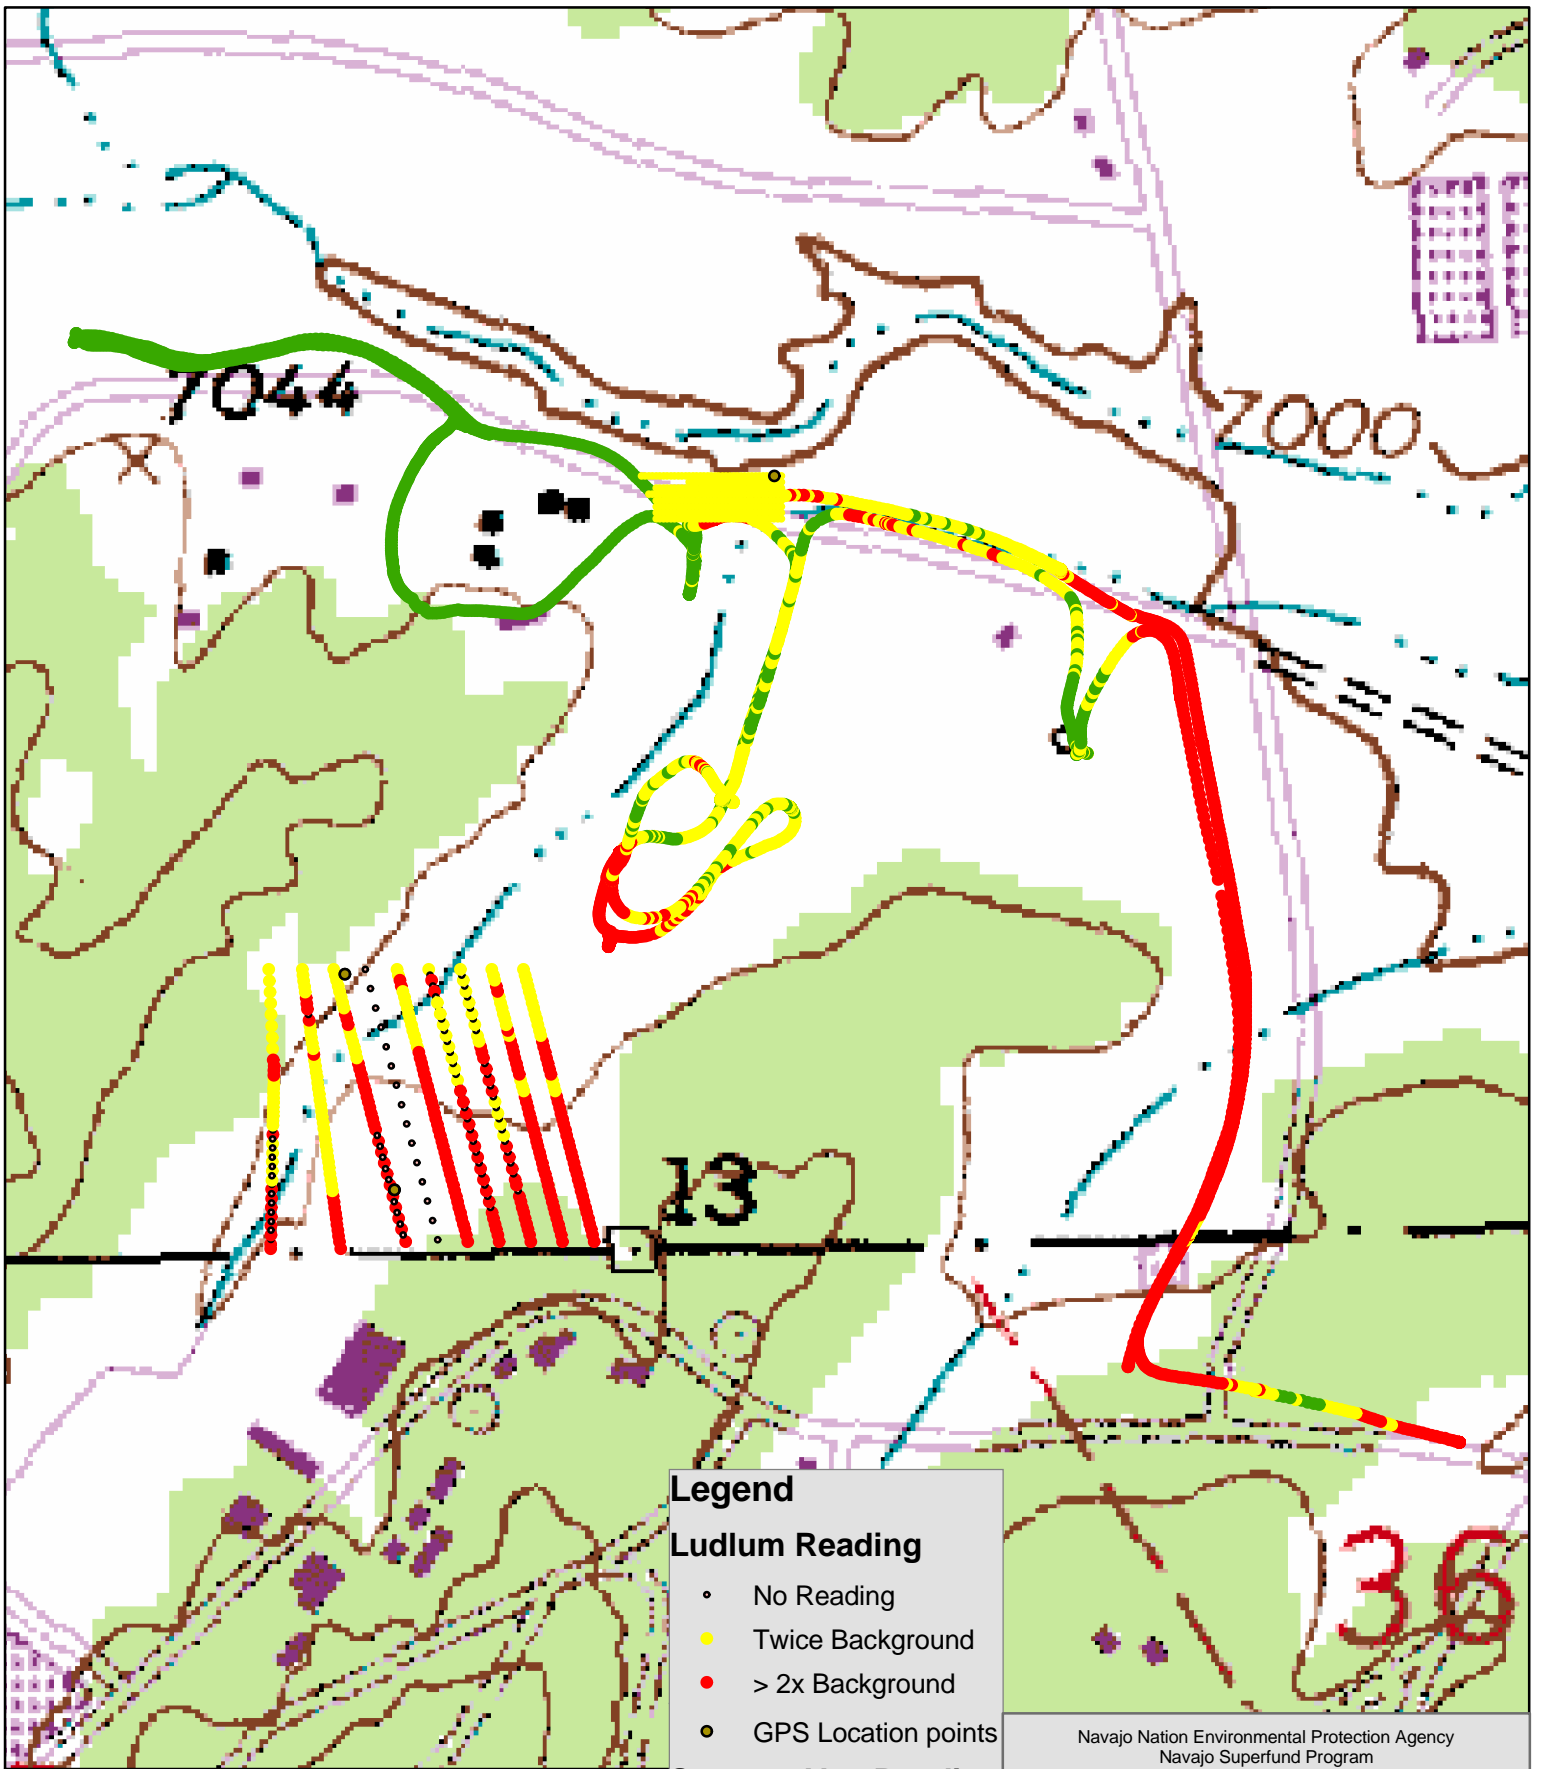 7044
7000
13
36
Legend
Ludlum Reading
No Reading
Twice Background
> 2x Background
GPS Location points
Navajo Nation Environmental Protection Agency
Navajo Superfund Program